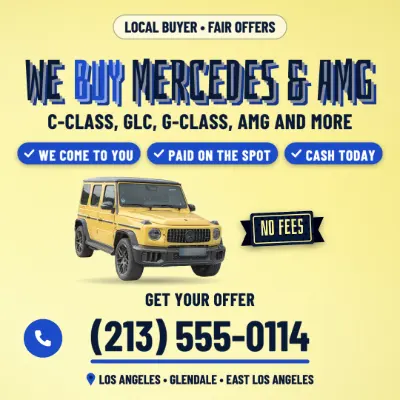 LOCAL BUYER • FAIR OFFERS
WE BUY MERCEDES & AMG
C-CLASS, GLC, G-CLASS, AMG AND MORE
✓ WE COME TO YOU ✓ PAID ON THE SPOT ✓ CASH TODAY
NO FEES
GET YOUR OFFER
(213) 555-0114
LOS ANGELES • GLENDALE • EAST LOS ANGELES